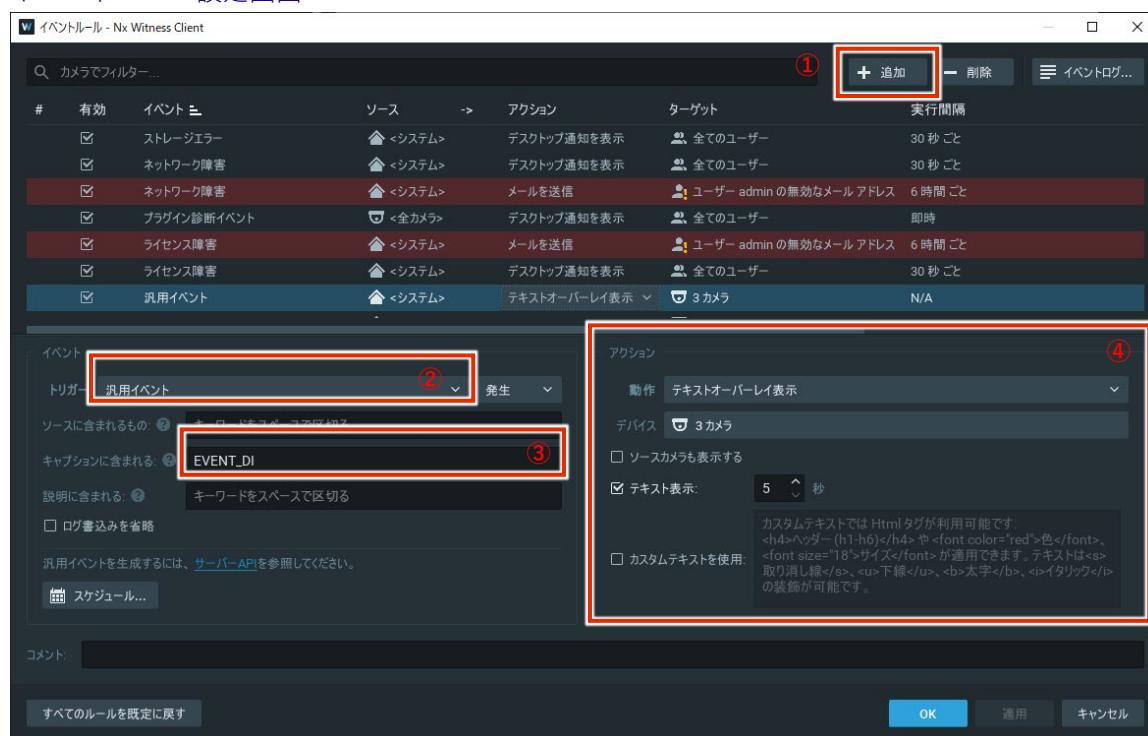 イベントルール - Nx Witness Client
カメラでフィルター...
①
+ 追加
− 削除
イベントログ...
# 有効 イベント ソース -> アクション ターゲット 実行間隔
ストレージエラー <システム> デスクトップ通知を表示 全てのユーザー 30 秒 ごと
ネットワーク障害 <システム> デスクトップ通知を表示 全てのユーザー 30 秒 ごと
ネットワーク障害 <システム> メールを送信 ユーザー admin の無効なメール アドレス 6 時間 ごと
プラグイン診断イベント <全カメラ> デスクトップ通知を表示 全てのユーザー 即時
ライセンス障害 <システム> メールを送信 ユーザー admin の無効なメール アドレス 6 時間 ごと
ライセンス障害 <システム> デスクトップ通知を表示 全てのユーザー 30 秒 ごと
汎用イベント <システム> テキストオーバーレイ表示 3 カメラ N/A
イベント
トリガー 汎用イベント ② 発生
ソースに含まれるもの: キーワードをスペースで区切る
キャプションに含まれる: EVENT_DI ③
説明に含まれる: キーワードをスペースで区切る
ログ書込みを省略
汎用イベントを生成するには、サーバーAPIを参照してください。
スケジュール...
アクション ④
動作 テキストオーバーレイ表示
デバイス 3 カメラ
ソースカメラも表示する
テキスト表示: 5 秒
カスタムテキストを使用:
カスタムテキストでは Html タグが利用可能です:
<h4>ヘッダー (h1-h6)</h4> や <font color="red">色</font>、
<font size="18">サイズ</font> が適用できます。テキストは<s>
取り消し線</s>、<u>下線</u>、<b>太字</b>、<i>イタリック</i>
の装飾が可能です。
コメント:
すべてのルールを既定に戻す
OK
適用
キャンセル